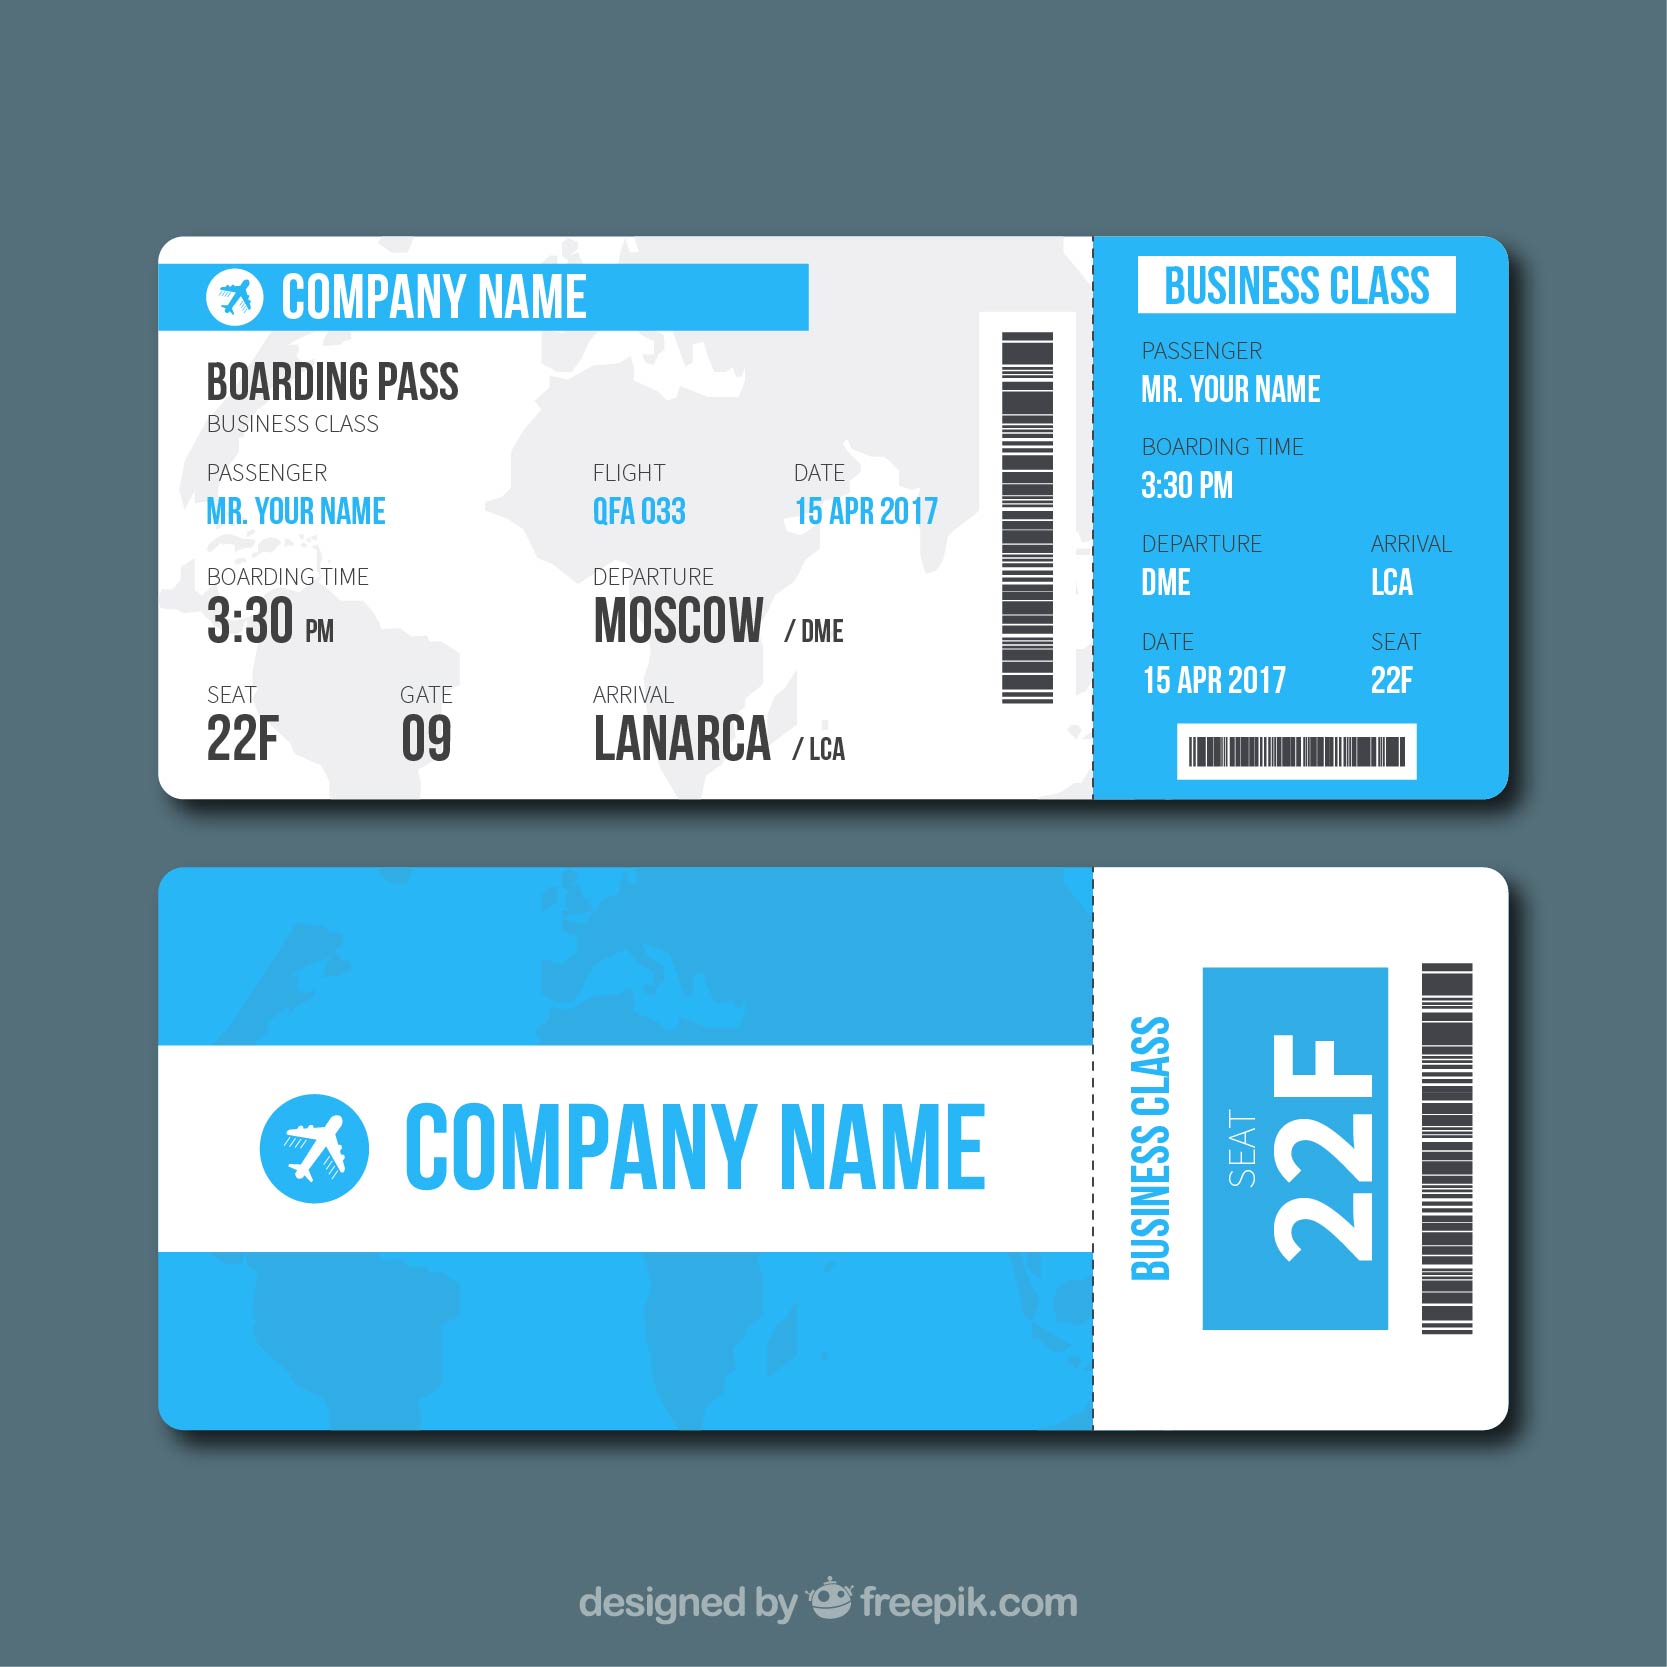 COMPANY NAME
BOARDING PASS
BUSINESS CLASS
PASSENGER
MR. YOUR NAME
FLIGHT
QFA 033
DATE
15 APR 2017
BOARDING TIME
3:30 PM
DEPARTURE
MOSCOW / DME
SEAT
22F
GATE
09
ARRIVAL
LANARCA / LCA
BUSINESS CLASS
PASSENGER
MR. YOUR NAME
BOARDING TIME
3:30 PM
DEPARTURE
DME
ARRIVAL
LCA
DATE
15 APR 2017
SEAT
22F
COMPANY NAME
BUSINESS CLASS
SEAT
22F
designed by freepik.com